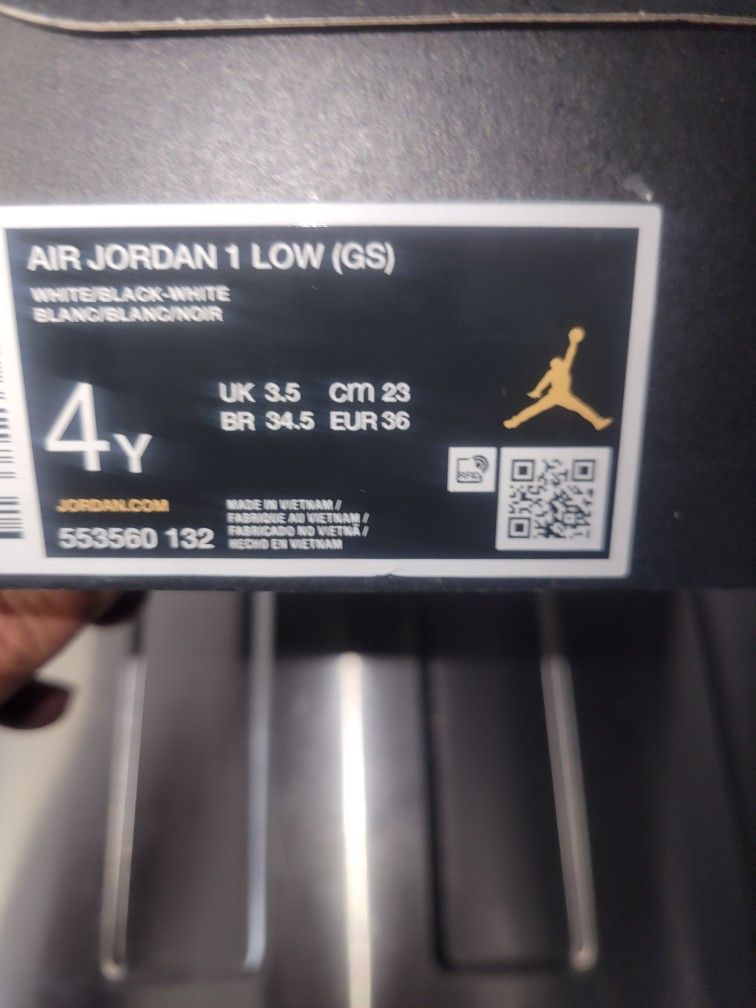 AIR JORDAN 1 LOW (GS)
WHITE/BLACK-WHITE
BLANC/BLANC/NOIR
4Y
UK 3.5 cm 23
BR 34.5 EUR 36
JORDAN.COM
553560 132
MADE IN VIETNAM /
FABRIQUE AU VIETNAM /
FABRICADO NO VIETNÃ /
HECHO EN VIETNAM
RFID